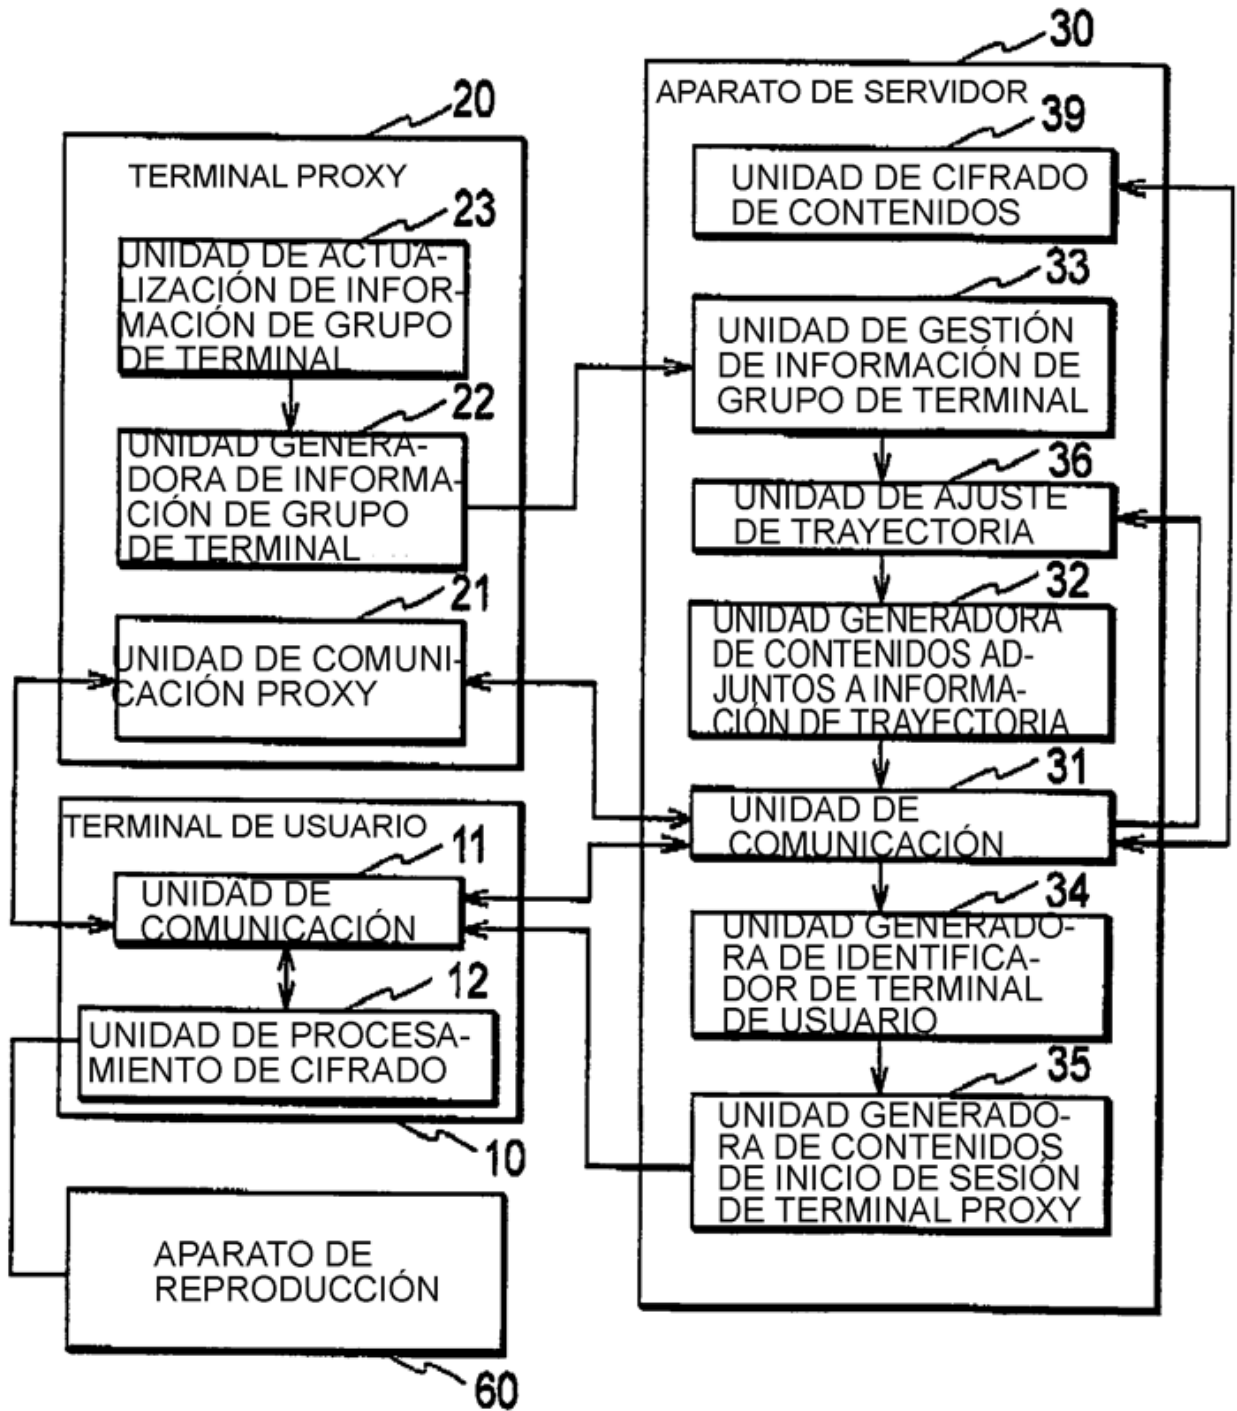 20
TERMINAL PROXY
23
UNIDAD DE ACTUA-
LIZACIÓN DE INFOR-
MACIÓN DE GRUPO
DE TERMINAL
22
UNIDAD GENERA-
DORA DE INFORMA-
CIÓN DE GRUPO
DE TERMINAL
21
UNIDAD DE COMUNI-
CACIÓN PROXY
TERMINAL DE USUARIO
11
UNIDAD DE
COMUNICACIÓN
12
UNIDAD DE PROCESA-
MIENTO DE CIFRADO
10
APARATO DE
REPRODUCCIÓN
60
30
APARATO DE SERVIDOR
39
UNIDAD DE CIFRADO
DE CONTENIDOS
33
UNIDAD DE GESTIÓN
DE INFORMACIÓN DE
GRUPO DE TERMINAL
36
UNIDAD DE AJUSTE
DE TRAYECTORIA
32
UNIDAD GENERADORA
DE CONTENIDOS AD-
JUNTOS A INFORMA-
CIÓN DE TRAYECTORIA
31
UNIDAD DE
COMUNICACIÓN
34
UNIDAD GENERADO-
RA DE IDENTIFICA-
DOR DE TERMINAL
DE USUARIO
35
UNIDAD GENERADO-
RA DE CONTENIDOS
DE INICIO DE SESIÓN
DE TERMINAL PROXY